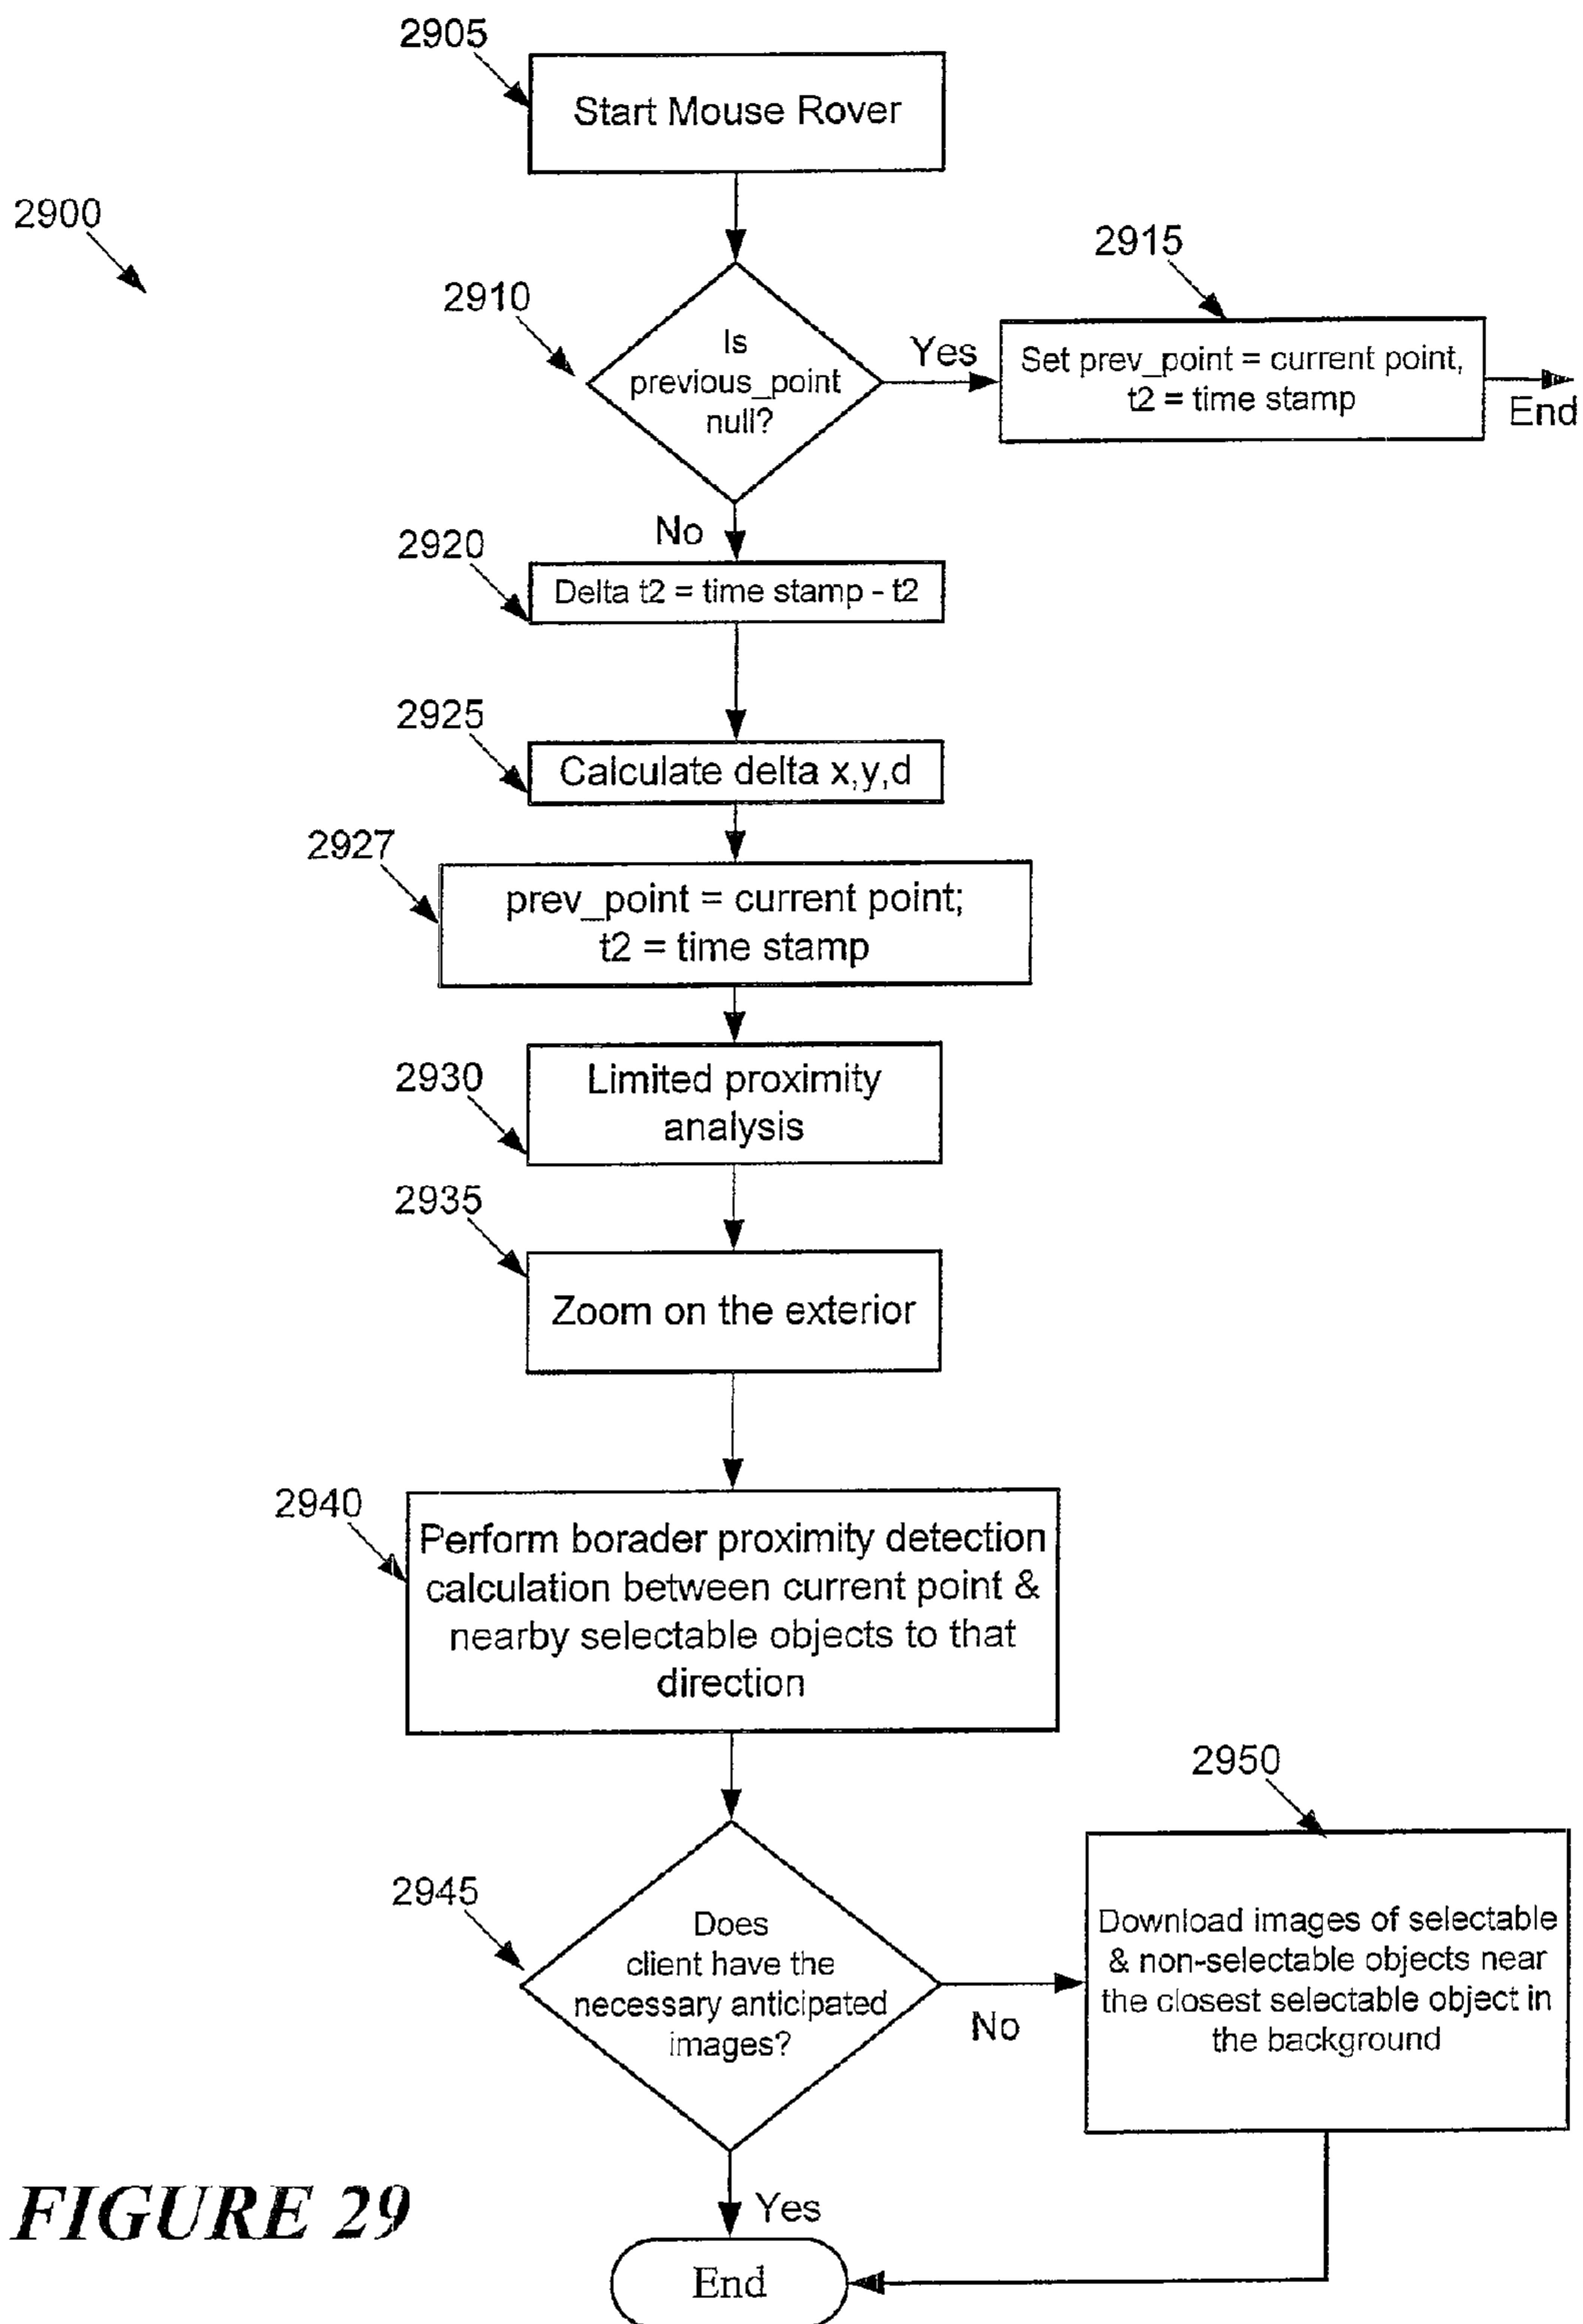 2905
Start Mouse Rover
2900
2915
2910
Is
previous_point
null?
Yes
Set prev_point = current point,
t2 = time stamp
End
No
2920
Delta t2 = time stamp - t2
2925
Calculate delta x,y,d
2927
prev_point = current point;
t2 = time stamp
2930
Limited proximity
analysis
2935
Zoom on the exterior
2940
Perform borader proximity detection
calculation between current point &
nearby selectable objects to that
direction
2950
2945
Does
client have the
necessary anticipated
images?
No
Download images of selectable
& non-selectable objects near
the closest selectable object in
the background
Yes
End
FIGURE 29